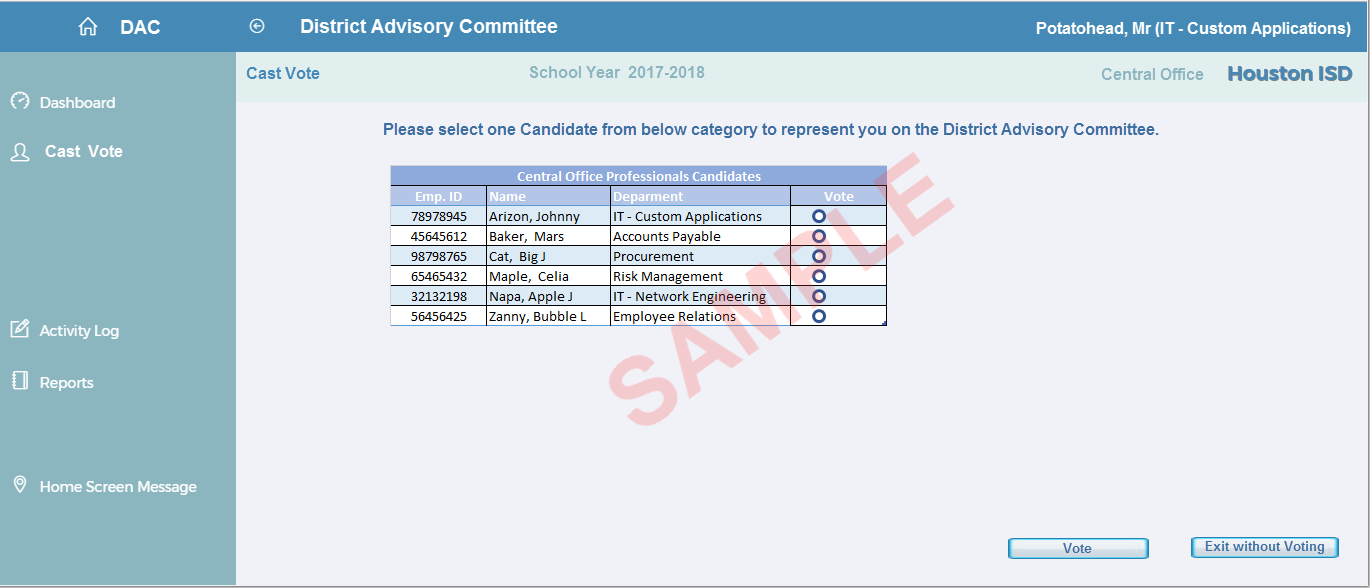 DAC
District Advisory Committee
Potatohead, Mr (IT - Custom Applications)
Cast Vote
School Year 2017-2018
Central Office
Houston ISD
Dashboard
Cast Vote
Activity Log
Reports
Home Screen Message
Please select one Candidate from below category to represent you on the District Advisory Committee.
Central Office Professionals Candidates
Emp. ID Name Deparment Vote
78978945 Arizon, Johnny IT - Custom Applications
45645612 Baker, Mars Accounts Payable
98798765 Cat, Big J Procurement
65465432 Maple, Celia Risk Management
32132198 Napa, Apple J IT - Network Engineering
56456425 Zanny, Bubble L Employee Relations
SAMPLE
Vote
Exit without Voting